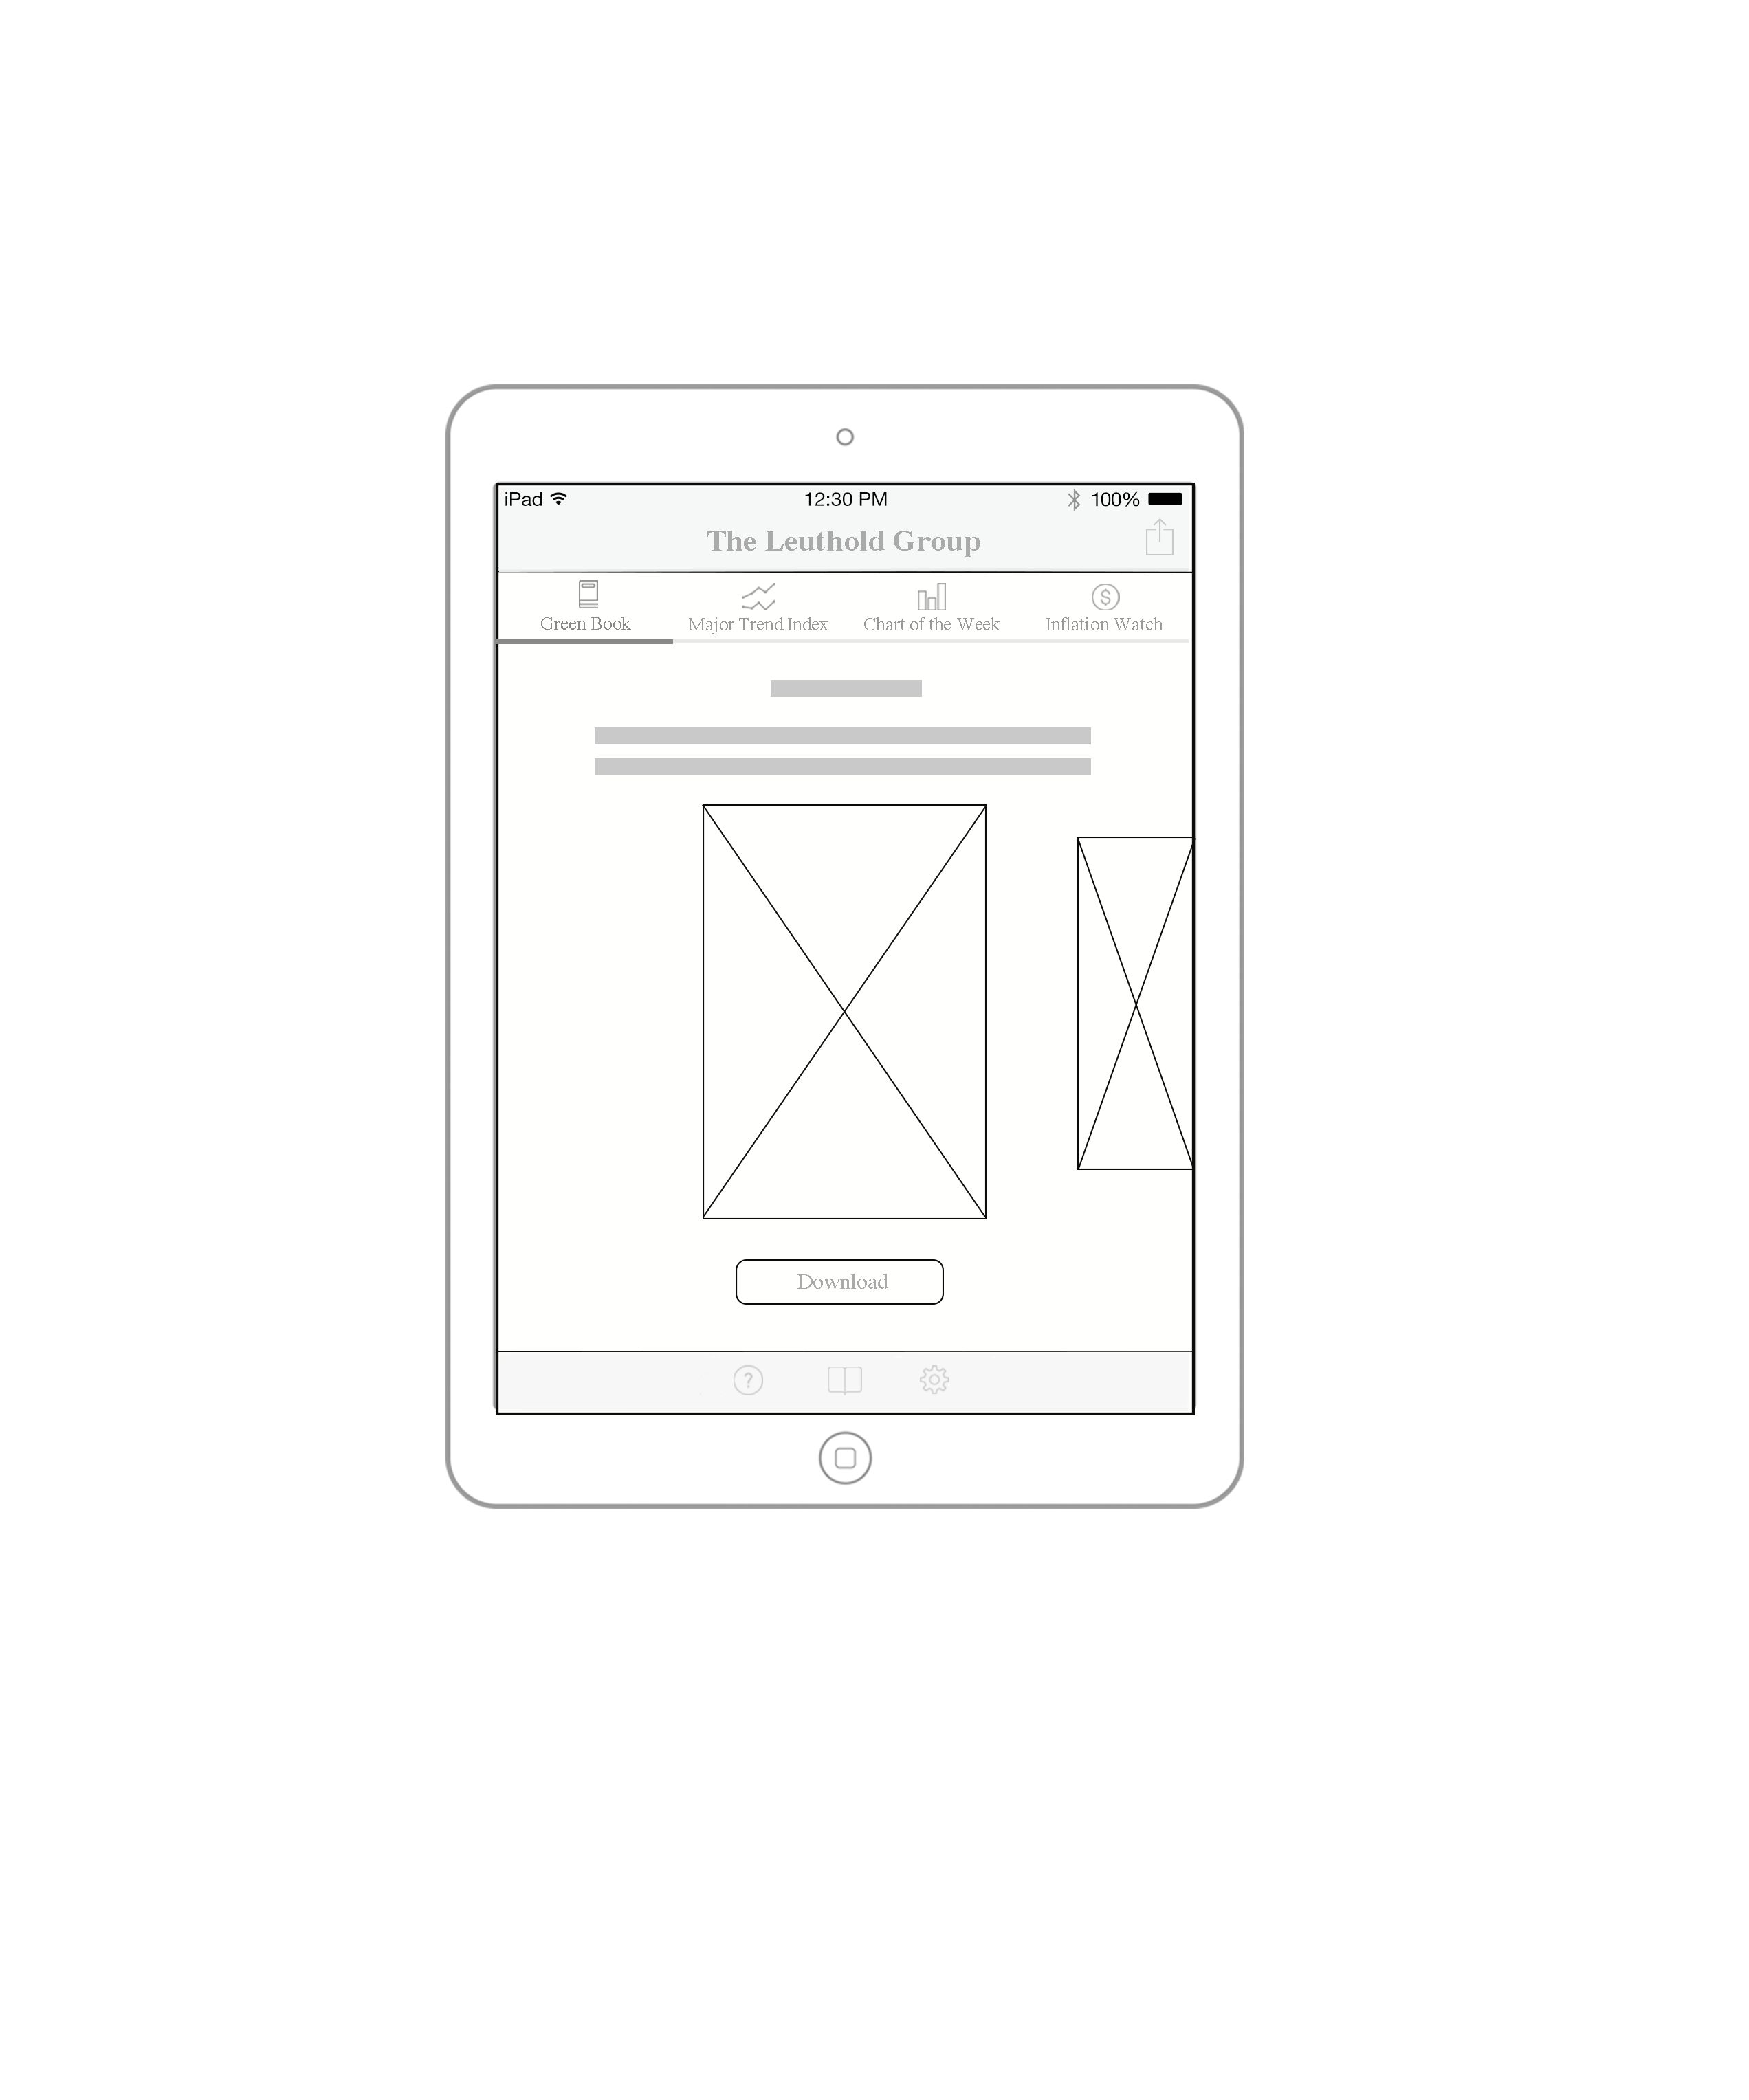 iPad 12:30 PM 100%
The Leuthold Group
Green Book Major Trend Index Chart of the Week Inflation Watch
Download